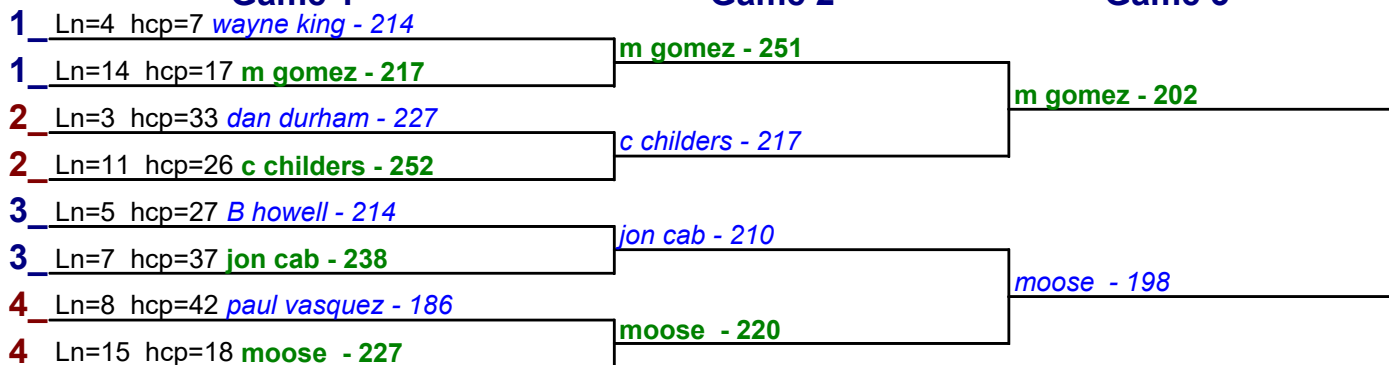 1_ Ln=4 hcp=7 wayne king - 214
m gomez - 251
1_ Ln=14 hcp=17 m gomez - 217
m gomez - 202
2_ Ln=3 hcp=33 dan durham - 227
c childers - 217
2_ Ln=11 hcp=26 c childers - 252
3_ Ln=5 hcp=27 B howell - 214
jon cab - 210
3_ Ln=7 hcp=37 jon cab - 238
moose - 198
4_ Ln=8 hcp=42 paul vasquez - 186
moose - 220
4 Ln=15 hcp=18 moose - 227